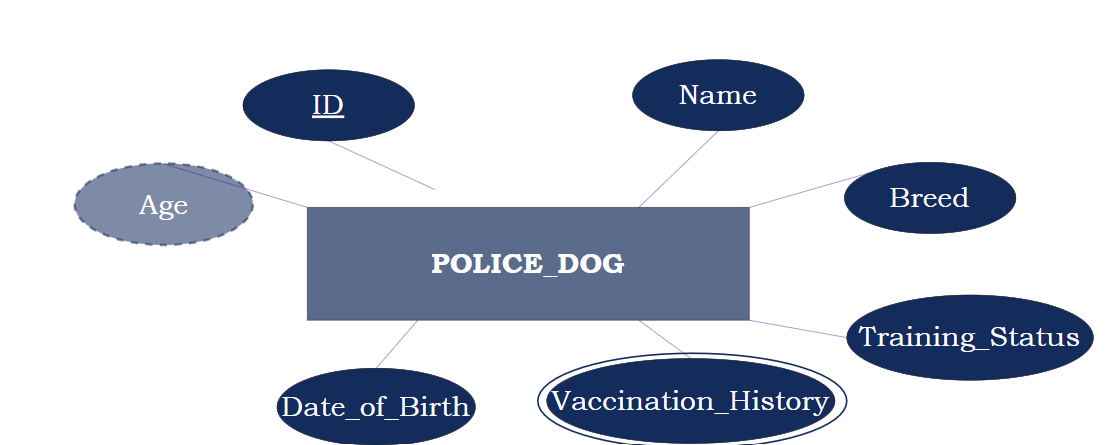 ID
Name
Age
Breed
POLICE_DOG
Training_Status
Date_of_Birth
Vaccination_History